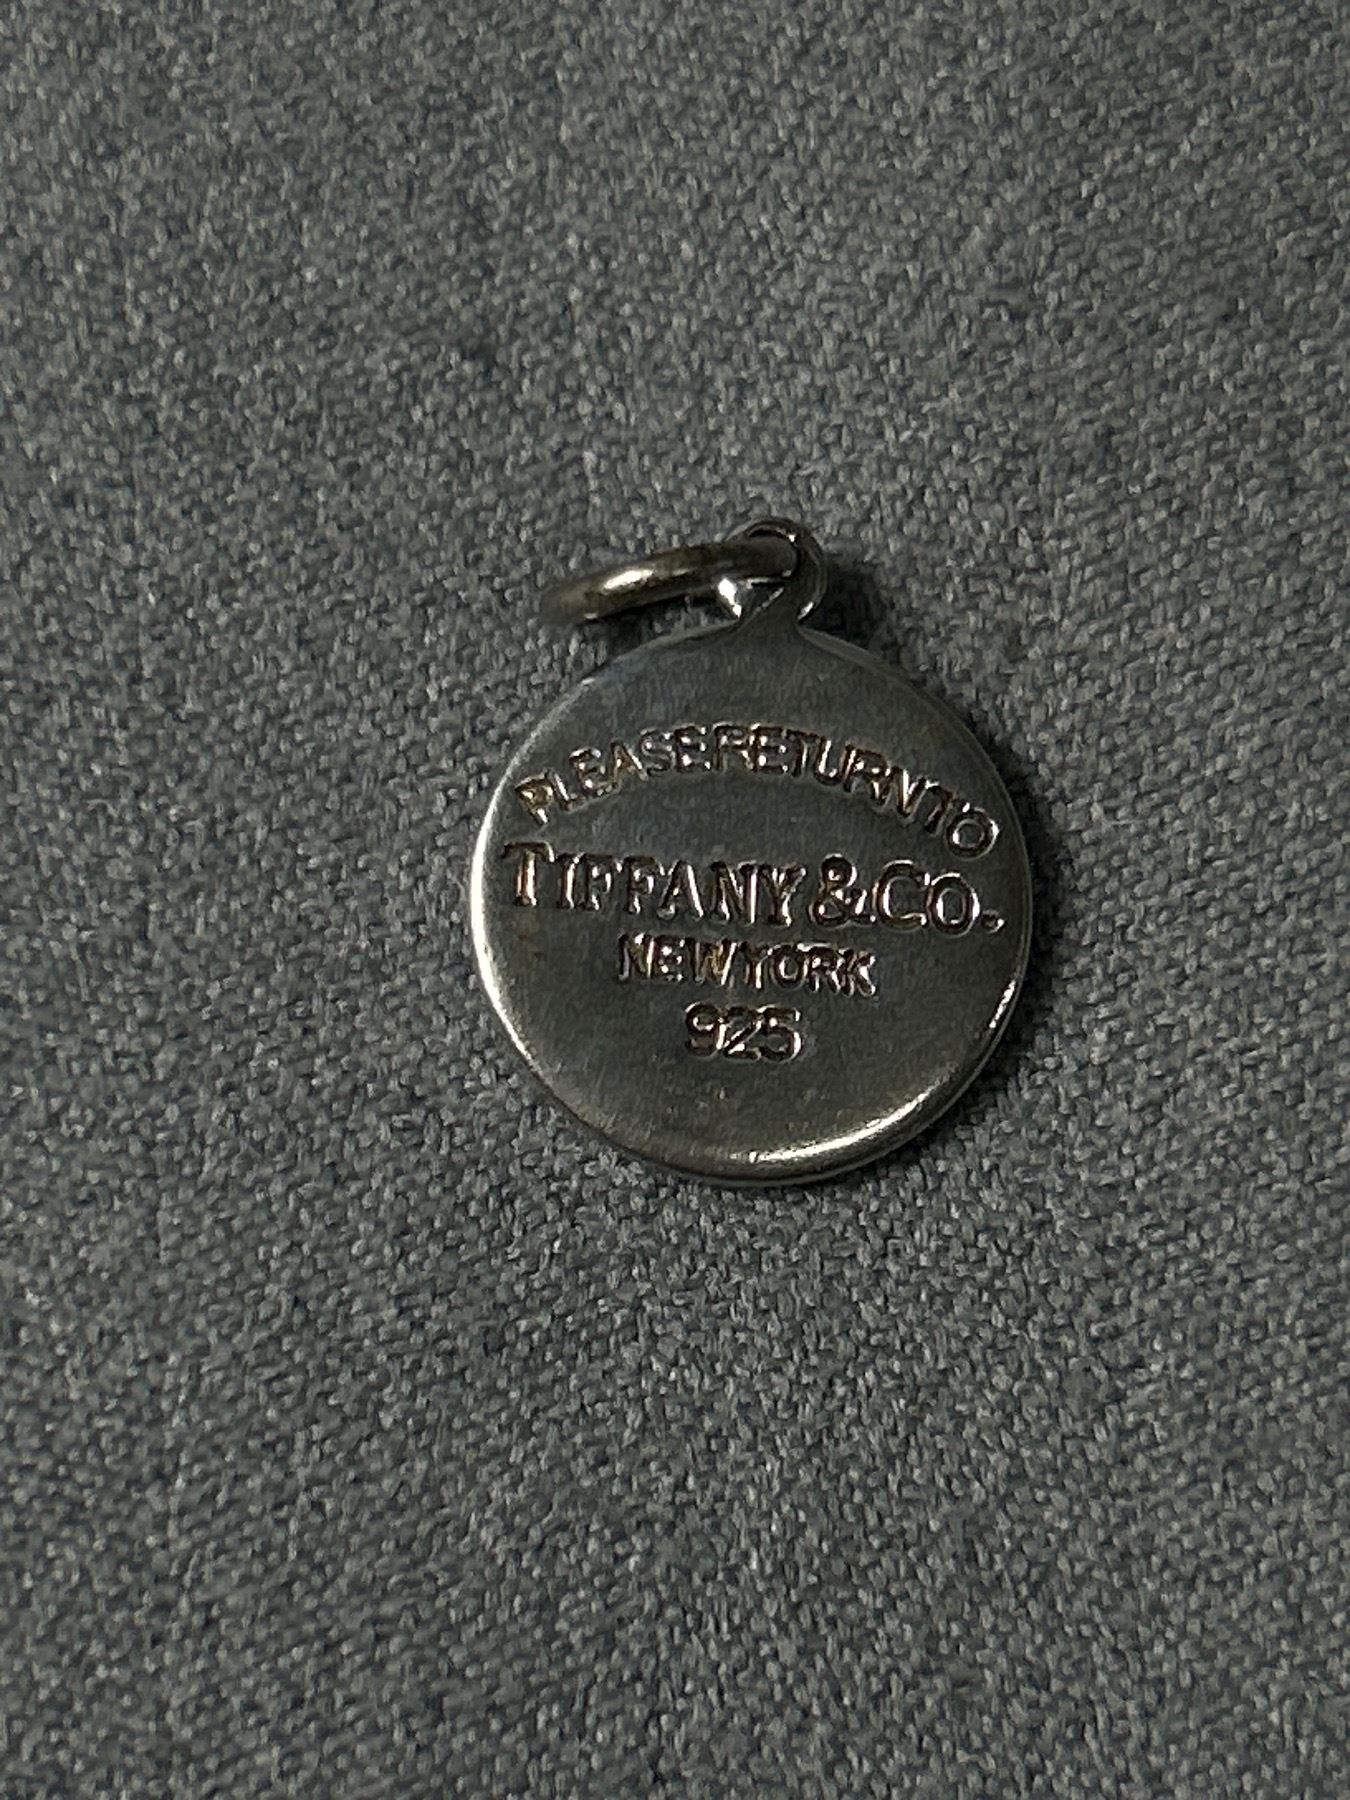 PLEASE RETURN TO
TIFFANY & CO.
NEW YORK
925